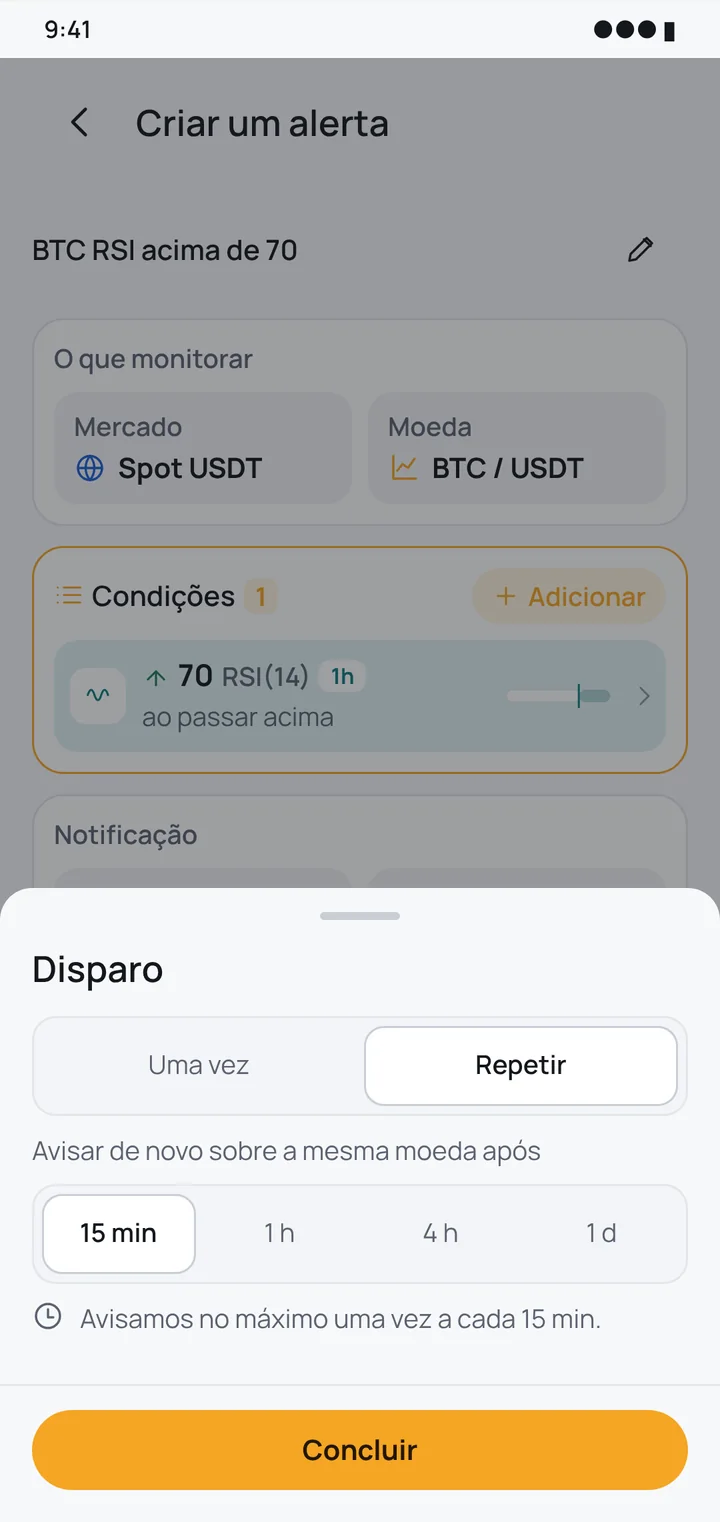 9:41
Criar um alerta
BTC RSI acima de 70
O que monitorar
Mercado
Spot USDT
Moeda
BTC / USDT
Condições 1
+ Adicionar
70 RSI(14) 1h
ao passar acima
Notificação
Disparo
Uma vez
Repetir
Avisar de novo sobre a mesma moeda após
15 min
1 h
4 h
1 d
Avisamos no máximo uma vez a cada 15 min.
Concluir